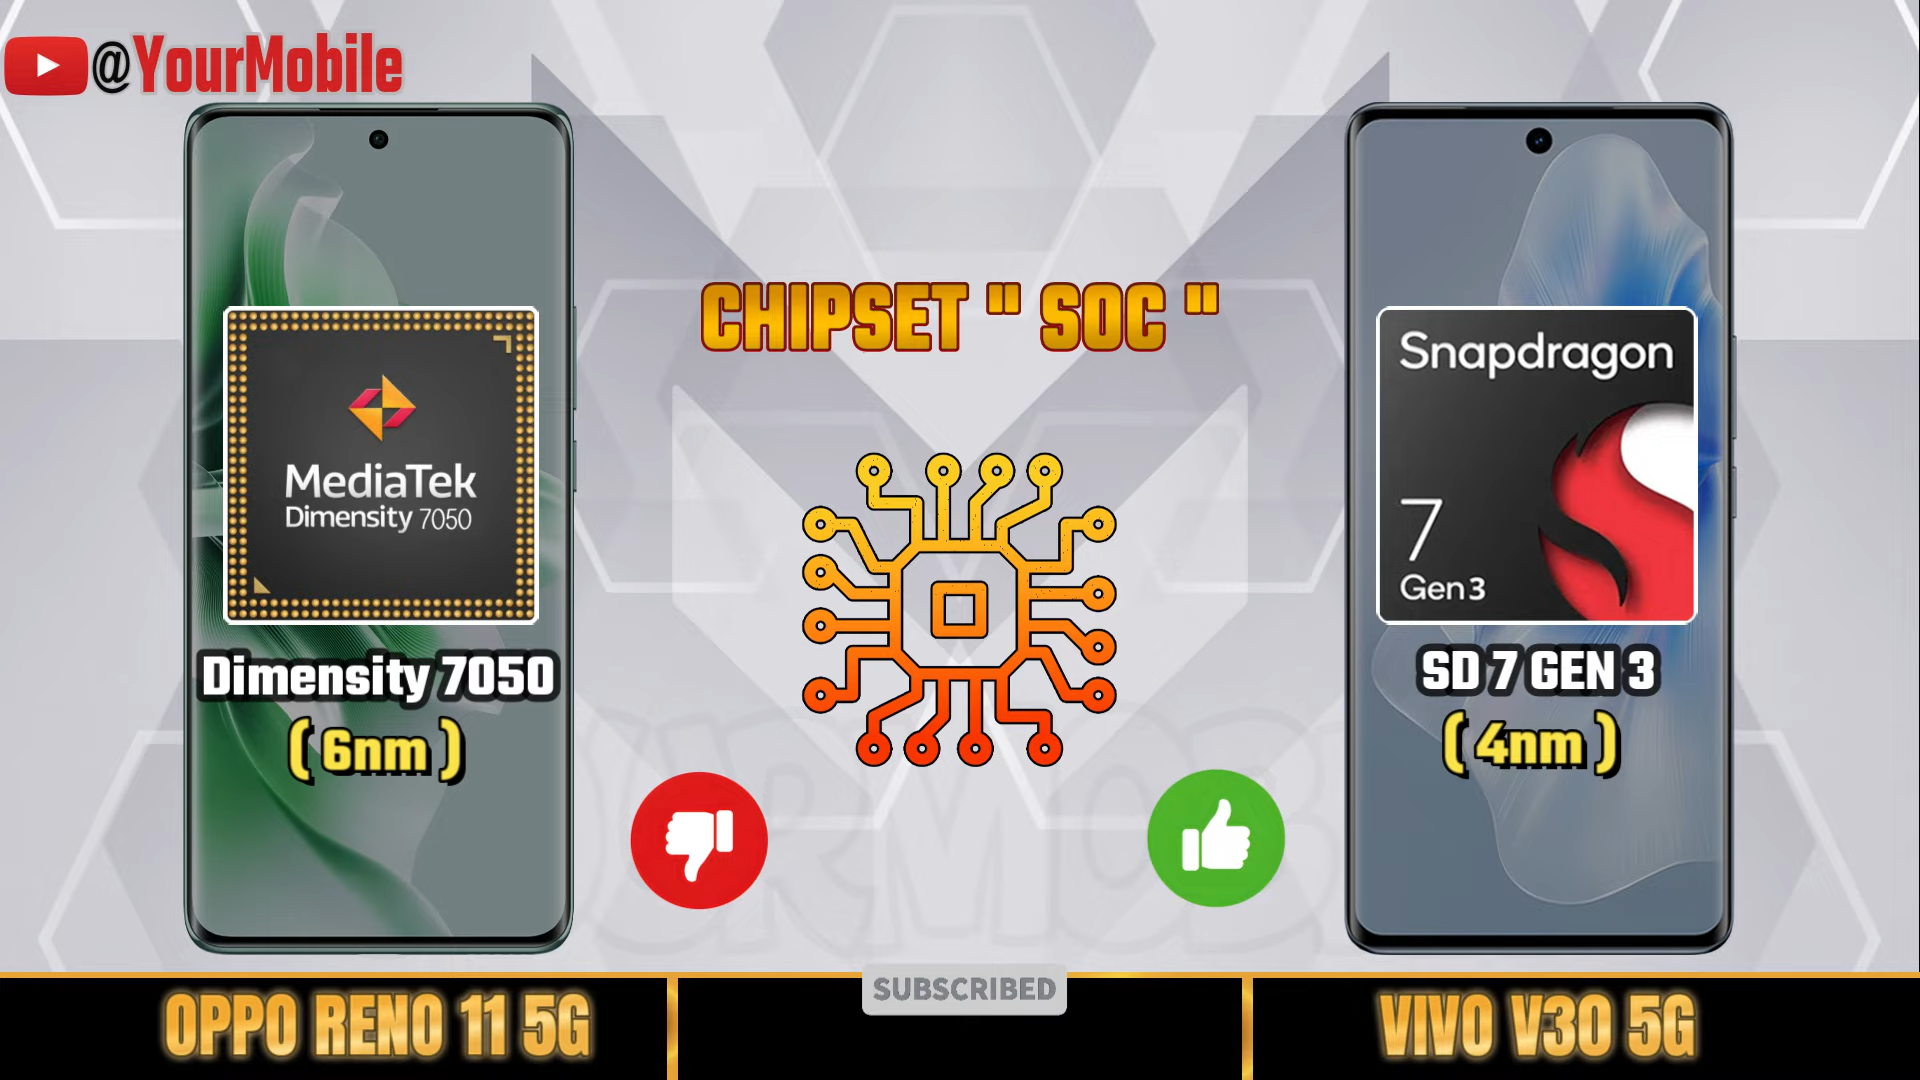 @YourMobile
CHIPSET " SOC "
MediaTek
Dimensity 7050
Dimensity 7050
( 6nm )
Snapdragon
7
Gen3
SD 7 GEN 3
( 4nm )
SUBSCRIBED
OPPO RENO 11 5G
VIVO V30 5G